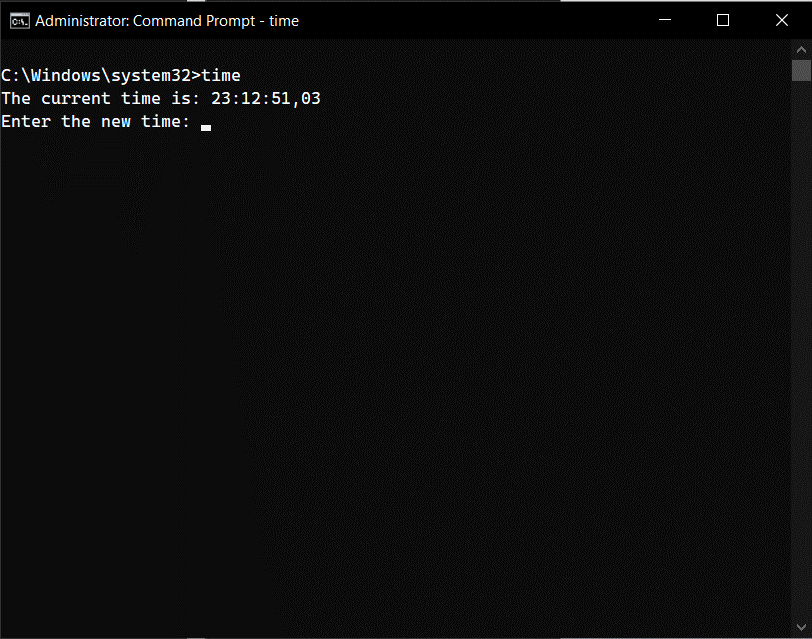 Administrator: Command Prompt - time
C:\Windows\system32>time
The current time is: 23:12:51,03
Enter the new time: